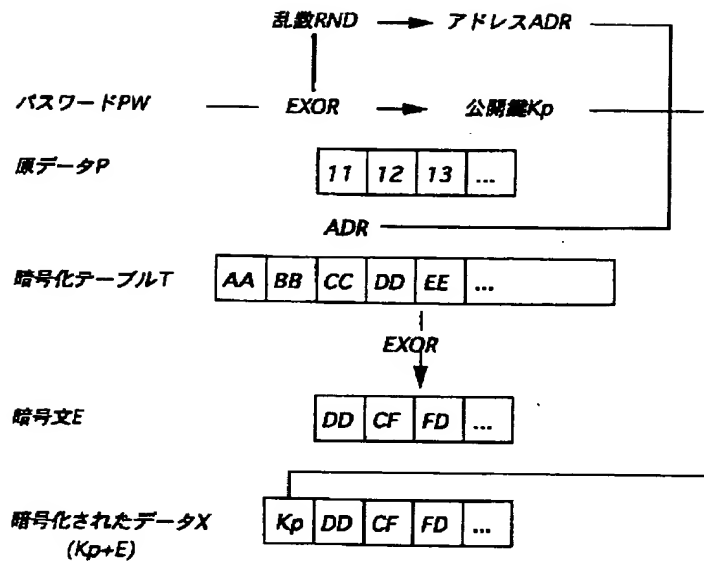 乱数RND アドレスADR
パスワードPW EXOR 公開鍵Kp
原データP 11 12 13 ...
ADR
暗号化テーブルT AA BB CC DD EE ...
EXOR
暗号文E DD CF FD ...
暗号化されたデータX Kp DD CF FD ...
(Kp+E)